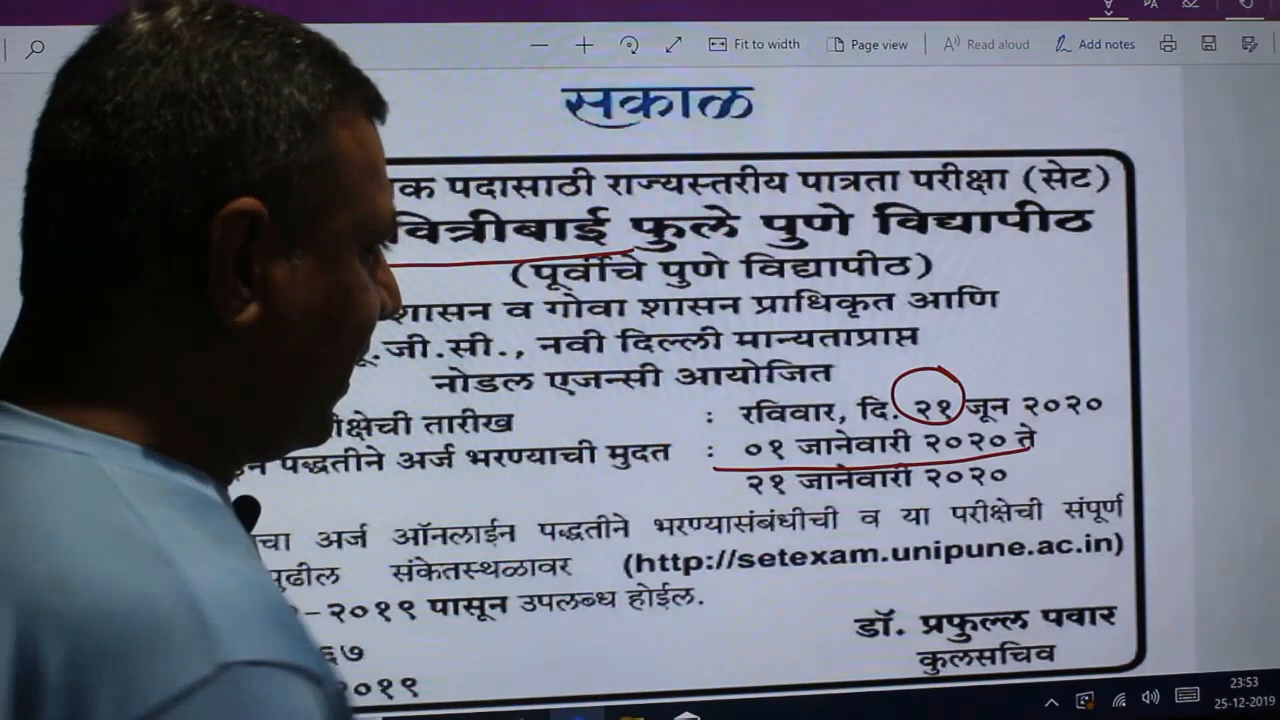 Fit to width Page view Read aloud Add notes
सकाळ
पदासाठी राज्यस्तरीय पात्रता परीक्षा (सेट)
फुले पुणे विद्यापीठ
(पूर्वीचे पुणे विद्यापीठ)
शासन व गोवा शासन प्राधिकृत आणि
यू.जी.सी., नवी दिल्ली मान्यताप्राप्त
नोडल एजन्सी आयोजित
तारीख : रविवार, दि. २१ जून २०२०
पद्धतीने अर्ज भरण्याची मुदत : ०१ जानेवारी २०२० ते
२१ जानेवारी २०२०
अर्ज ऑनलाईन पद्धतीने भरण्यासंबंधीची व या परीक्षेची संपूर्ण
पुढील संकेतस्थळावर (http://setexam.unipune.ac.in)
-२०१९ पासून उपलब्ध होईल.
डॉ. प्रफुल्ल पवार
६७
कुलसचिव
२०१९
23:53
25-12-2019